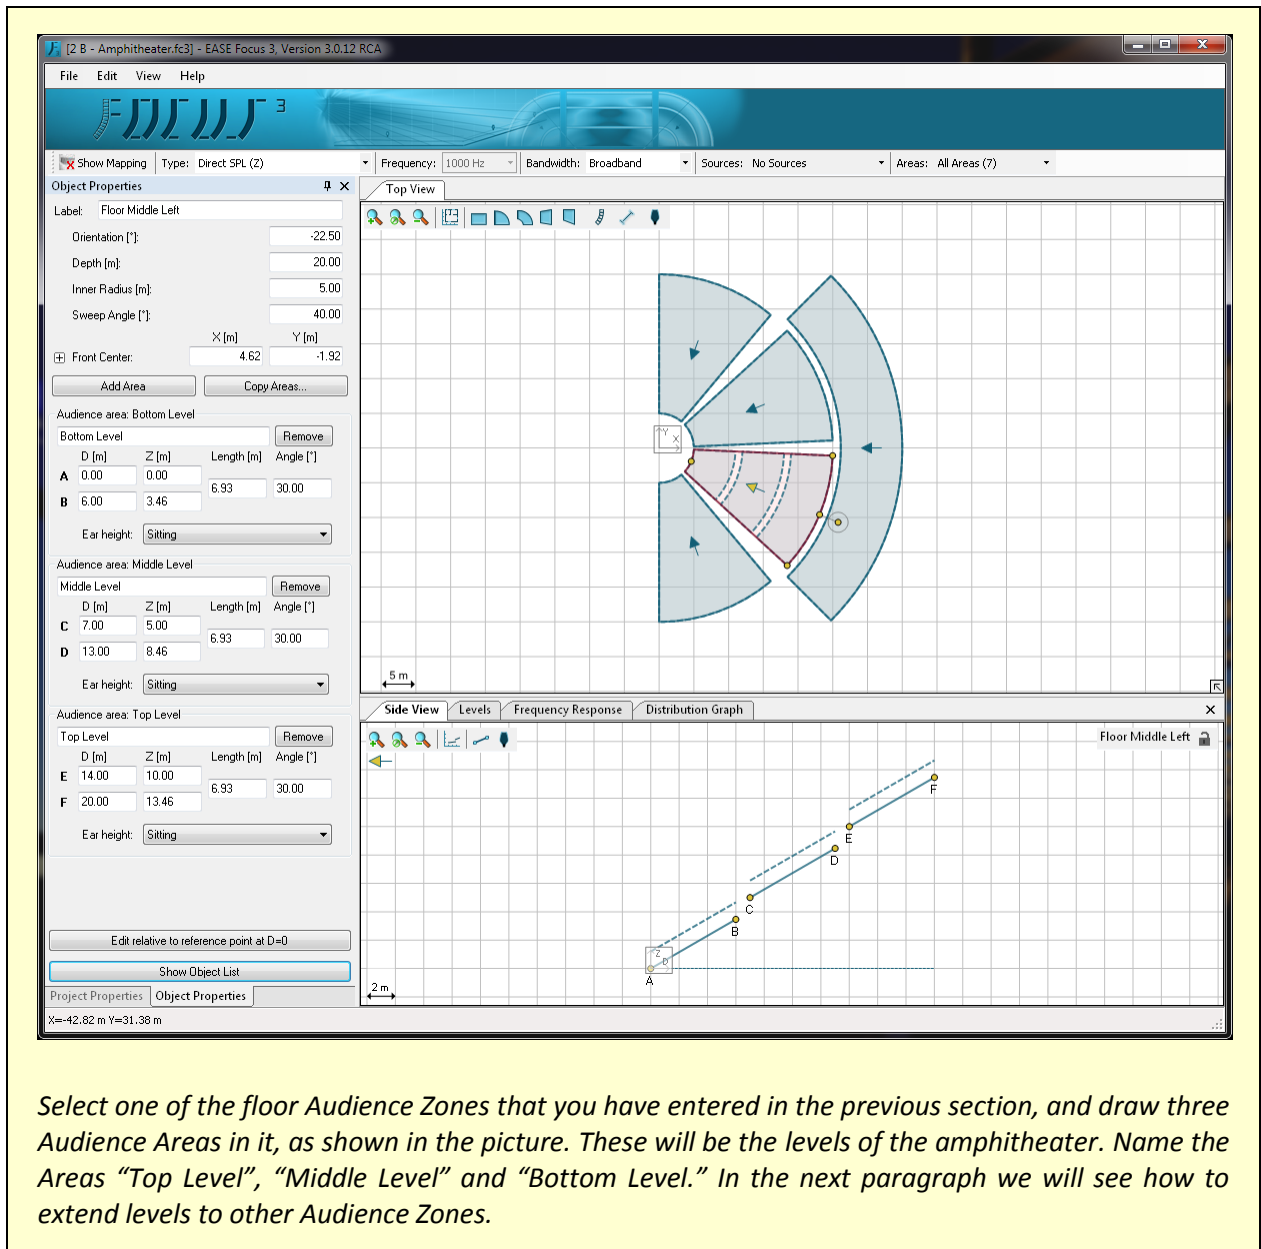 [2 B - Amphitheater.fc3] - EASE Focus 3, Version 3.0.12 RCA
File Edit View Help
FOCUS 3
Show Mapping Type: Direct SPL (Z) Frequency: 1000 Hz Bandwidth: Broadband Sources: No Sources Areas: All Areas (7)
Object Properties
Label: Floor Middle Left
Orientation [°]: -22.50
Depth [m]: 20.00
Inner Radius [m]: 5.00
Sweep Angle [°]: 40.00
X [m] Y [m]
Front Center: 4.62 -1.92
Add Area Copy Areas...
Audience area: Bottom Level
Bottom Level Remove
D [m] Z [m] Length [m] Angle [°]
A 0.00 0.00
6.93 30.00
B 6.00 3.46
Ear height: Sitting
Audience area: Middle Level
Middle Level Remove
D [m] Z [m] Length [m] Angle [°]
C 7.00 5.00
6.93 30.00
D 13.00 8.46
Ear height: Sitting
Audience area: Top Level
Top Level Remove
D [m] Z [m] Length [m] Angle [°]
E 14.00 10.00
6.93 30.00
F 20.00 13.46
Ear height: Sitting
Edit relative to reference point at D=0
Show Object List
Project Properties Object Properties
X=-42.82 m Y=31.38 m
Top View
Y
X
5 m
Side View Levels Frequency Response Distribution Graph
Floor Middle Left
F
E
D
C
B
Z
D
A
2 m
Select one of the floor Audience Zones that you have entered in the previous section, and draw three
Audience Areas in it, as shown in the picture. These will be the levels of the amphitheater. Name the
Areas “Top Level”, “Middle Level” and “Bottom Level.” In the next paragraph we will see how to
extend levels to other Audience Zones.